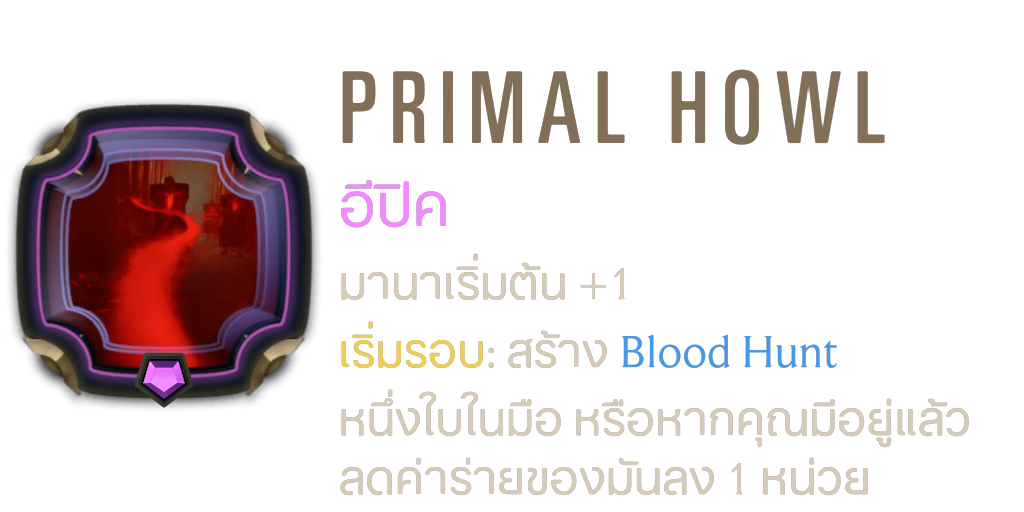 PRIMAL HOWL
อีปิค
มานาเริ่มต้น +1
เริ่มรอบ: สร้าง Blood Hunt
หนึ่งใบในมือ หรือหากคุณมีอยู่แล้ว
ลดค่าร่ายของมันลง 1 หน่วย